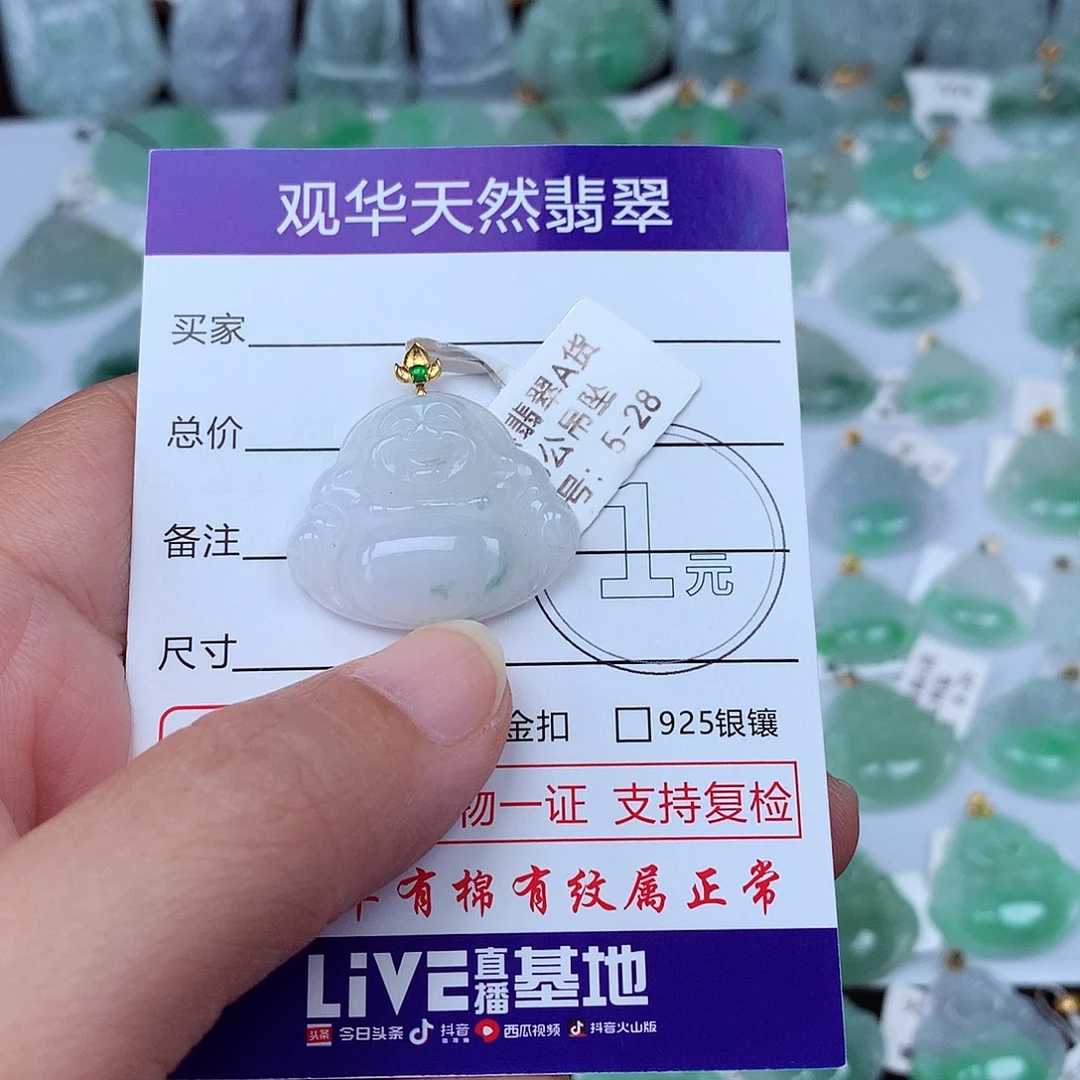 观华天然翡翠
买家
总价
翡翠A货
公吊坠
号: 5-28
备注
1元
尺寸
金扣 925银镶
物一证 支持复检
有棉有纹属正常
LiVE直播基地
头条 今日头条 抖音 西瓜视频 抖音火山版